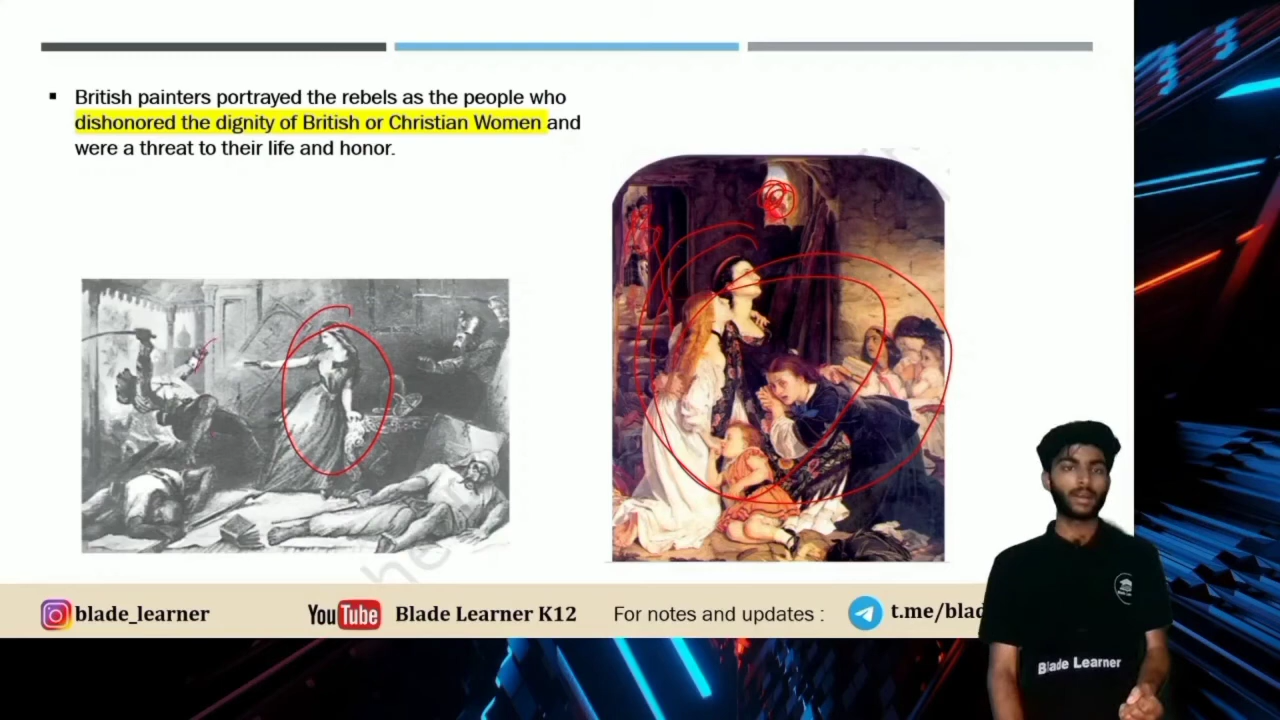 British painters portrayed the rebels as the people who
dishonored the dignity of British or Christian Women and
were a threat to their life and honor.
blade_learner
YouTube
Blade Learner K12
For notes and updates :
t.me/blad
Blade Learner